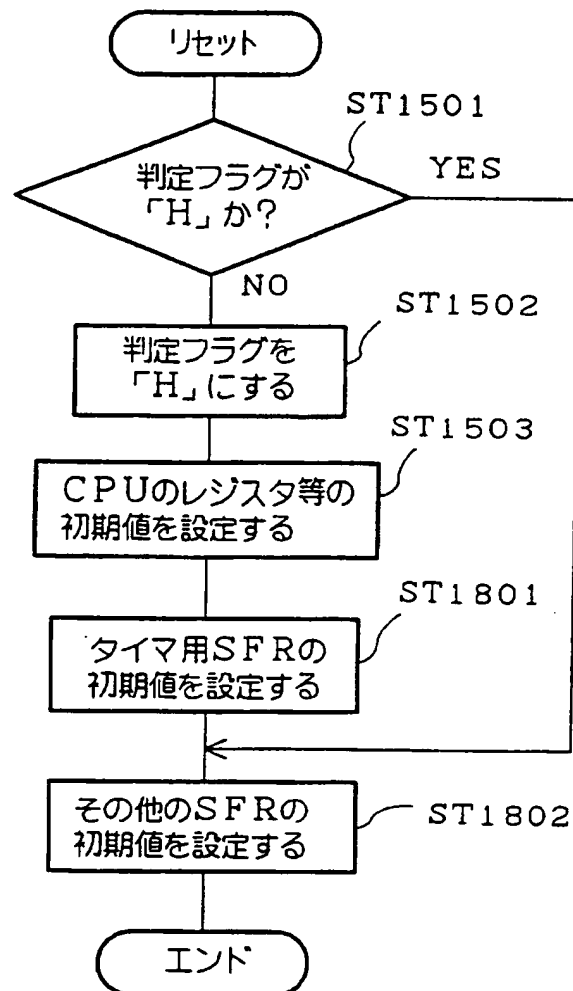 リセット
ST1501
判定フラグが
「H」か?
YES
NO
ST1502
判定フラグを
「H」にする
ST1503
CPUのレジスタ等の
初期値を設定する
ST1801
タイマ用SFRの
初期値を設定する
その他のSFRの
初期値を設定する
ST1802
エンド